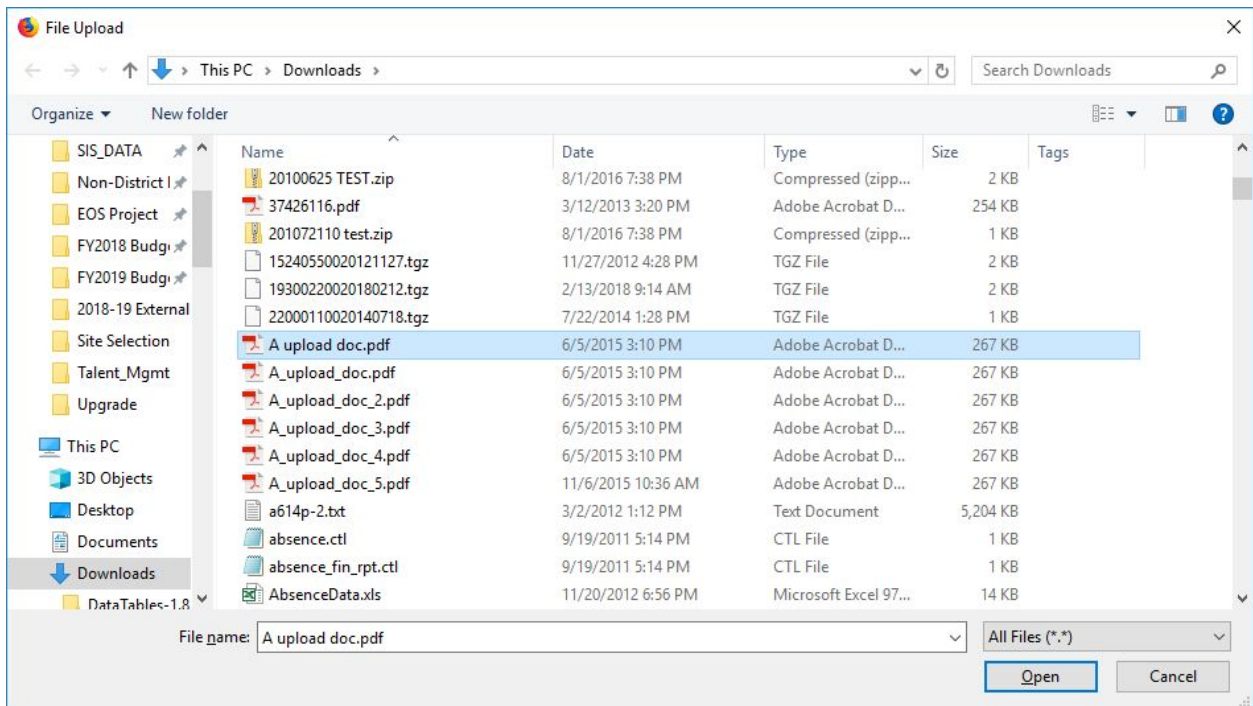 File Upload
This PC > Downloads >
Search Downloads
Organize
New folder
SIS_DATA
Non-District
EOS Project
FY2018 Budg
FY2019 Budg
2018-19 External
Site Selection
Talent_Mgmt
Upgrade
This PC
3D Objects
Desktop
Documents
Downloads
DataTables-1.8
Name Date Type Size Tags
20100625 TEST.zip 8/1/2016 7:38 PM Compressed (zipp... 2 KB
37426116.pdf 3/12/2013 3:20 PM Adobe Acrobat D... 254 KB
201072110 test.zip 8/1/2016 7:38 PM Compressed (zipp... 1 KB
15240550020121127.tgz 11/27/2012 4:28 PM TGZ File 2 KB
19300220020180212.tgz 2/13/2018 9:14 AM TGZ File 2 KB
22000110020140718.tgz 7/22/2014 1:28 PM TGZ File 1 KB
A upload doc.pdf 6/5/2015 3:10 PM Adobe Acrobat D... 267 KB
A_upload_doc.pdf 6/5/2015 3:10 PM Adobe Acrobat D... 267 KB
A_upload_doc_2.pdf 6/5/2015 3:10 PM Adobe Acrobat D... 267 KB
A_upload_doc_3.pdf 6/5/2015 3:10 PM Adobe Acrobat D... 267 KB
A_upload_doc_4.pdf 6/5/2015 3:10 PM Adobe Acrobat D... 267 KB
A_upload_doc_5.pdf 11/6/2015 10:36 AM Adobe Acrobat D... 267 KB
a614p-2.txt 3/2/2012 1:12 PM Text Document 5,204 KB
absence.ctl 9/19/2011 5:14 PM CTL File 1 KB
absence_fin_rpt.ctl 9/19/2011 5:14 PM CTL File 1 KB
AbsenceData.xls 11/20/2012 6:56 PM Microsoft Excel 97... 14 KB
File name: A upload doc.pdf
All Files (*.*)
Open
Cancel